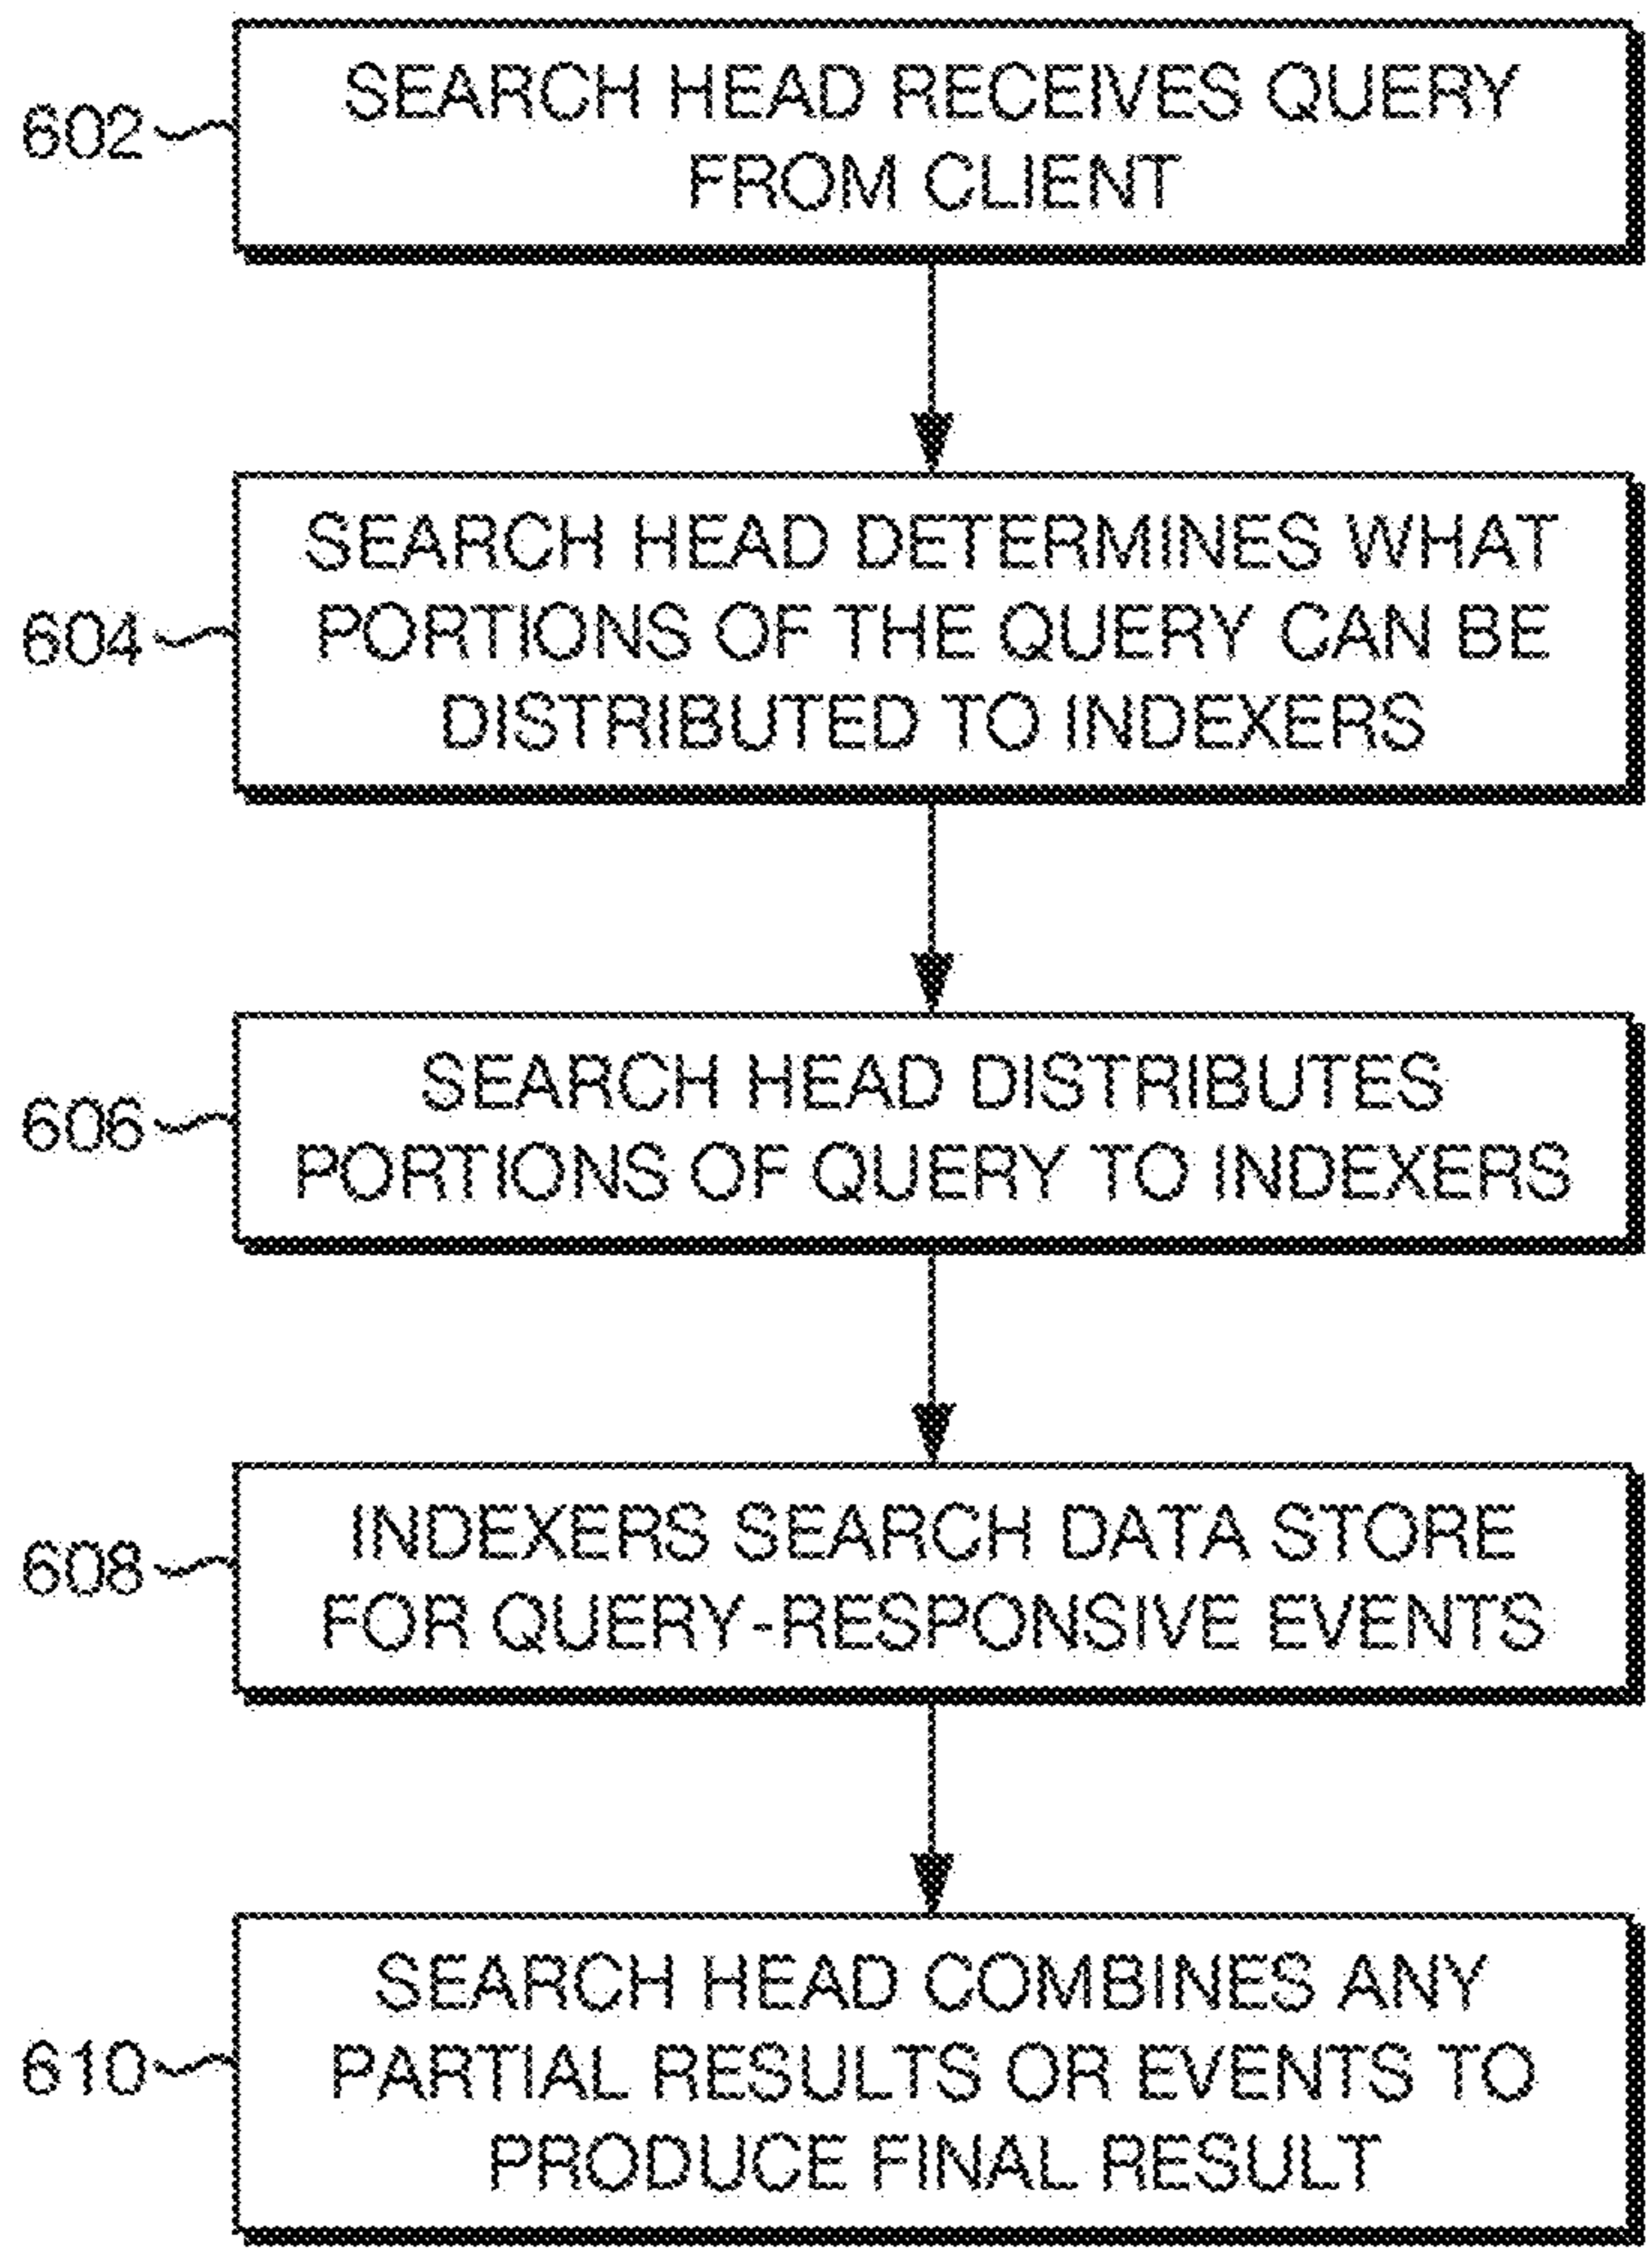 602
SEARCH HEAD RECEIVES QUERY
FROM CLIENT
604
SEARCH HEAD DETERMINES WHAT
PORTIONS OF THE QUERY CAN BE
DISTRIBUTED TO INDEXERS
606
SEARCH HEAD DISTRIBUTES
PORTIONS OF QUERY TO INDEXERS
608
INDEXERS SEARCH DATA STORE
FOR QUERY-RESPONSIVE EVENTS
610
SEARCH HEAD COMBINES ANY
PARTIAL RESULTS OR EVENTS TO
PRODUCE FINAL RESULT